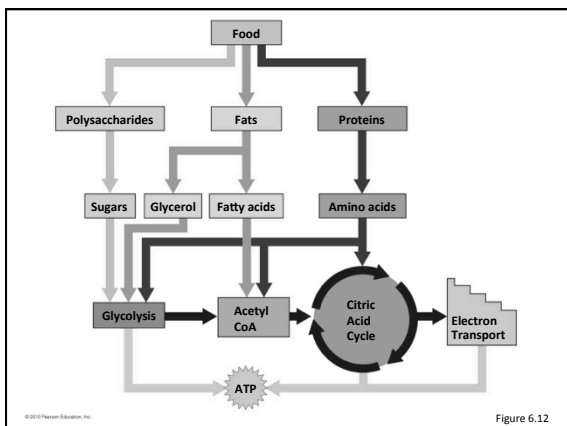 Food
Polysaccharides
Fats
Proteins
Sugars
Glycerol
Fatty acids
Amino acids
Glycolysis
Acetyl
CoA
Citric
Acid
Cycle
Electron
Transport
ATP
© 2010 Pearson Education, Inc.
Figure 6.12